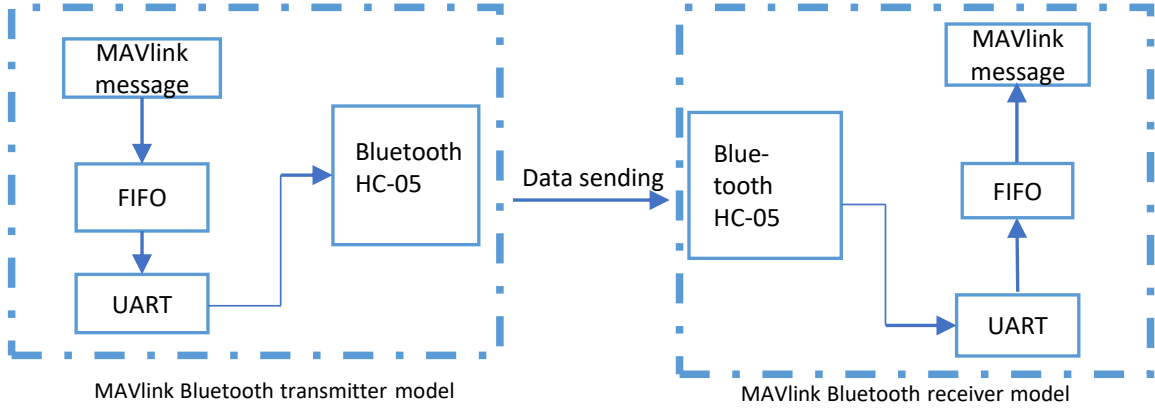 MAVlink
message
FIFO
UART
Bluetooth
HC-05
MAVlink Bluetooth transmitter model
Data sending
Blue-
tooth
HC-05
MAVlink
message
FIFO
UART
MAVlink Bluetooth receiver model